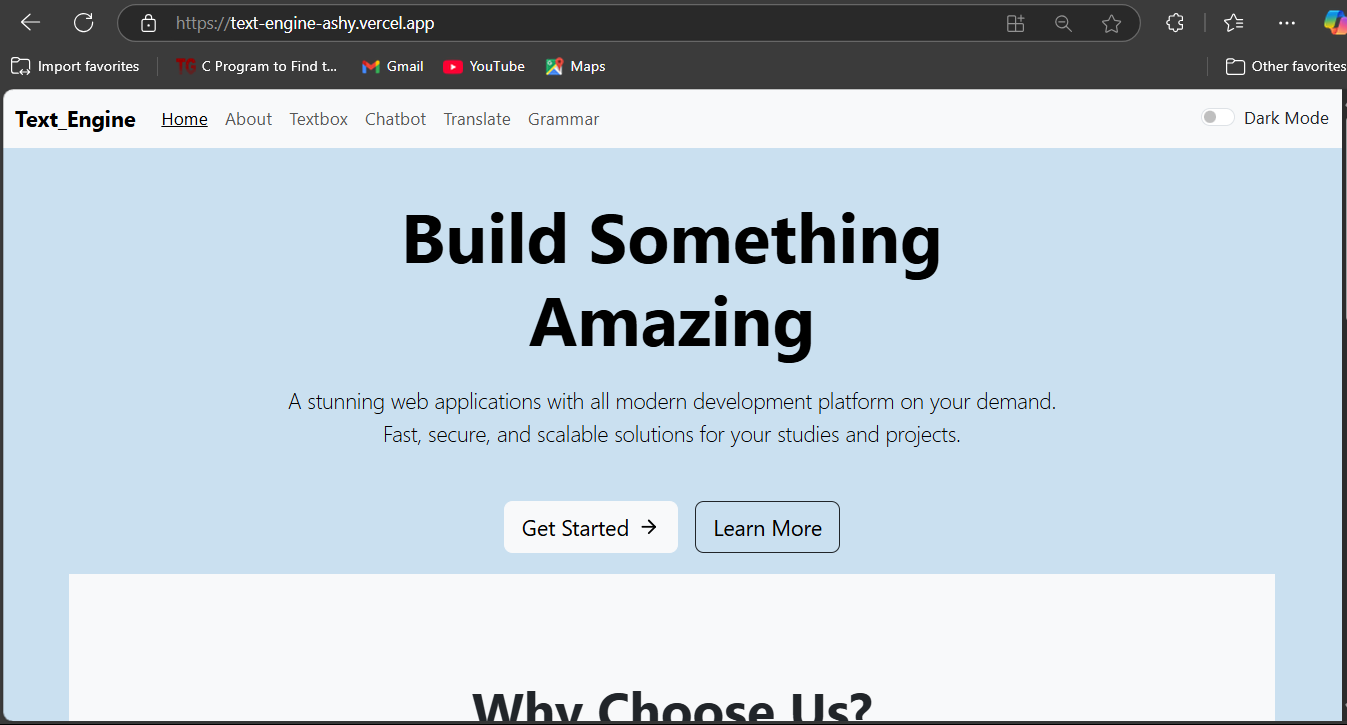 https://text-engine-ashy.vercel.app
Import favorites
C Program to Find t...
Gmail
YouTube
Maps
Other favorites
Text_Engine
Home
About
Textbox
Chatbot
Translate
Grammar
Dark Mode
Build Something
Amazing
A stunning web applications with all modern development platform on your demand.
Fast, secure, and scalable solutions for your studies and projects.
Get Started →
Learn More
Why Choose Us?